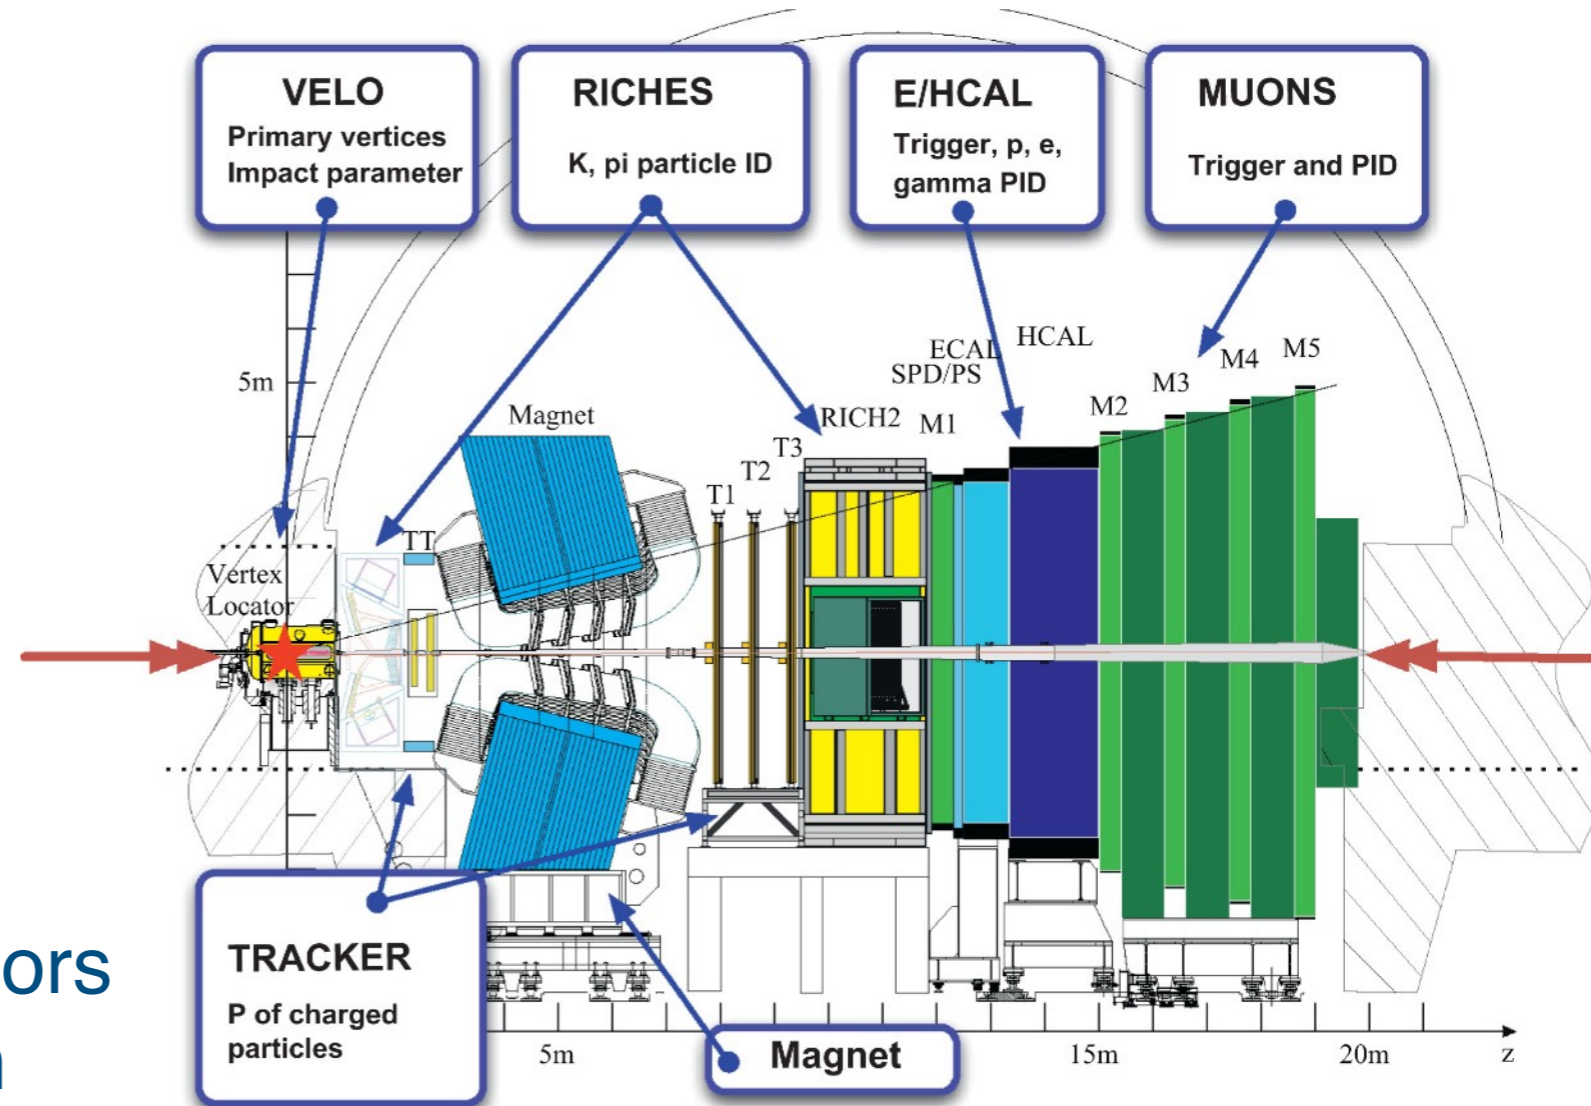 VELO
Primary vertices
Impact parameter
RICHES
K, pi particle ID
E/HCAL
Trigger, p, e,
gamma PID
MUONS
Trigger and PID
5m
Magnet
TT
Vertex
Locator
T1
T2
T3
RICH2
M1
SPD/PS
ECAL
HCAL
M2
M3
M4
M5
TRACKER
P of charged
particles
Magnet
5m
15m
20m
z
ors